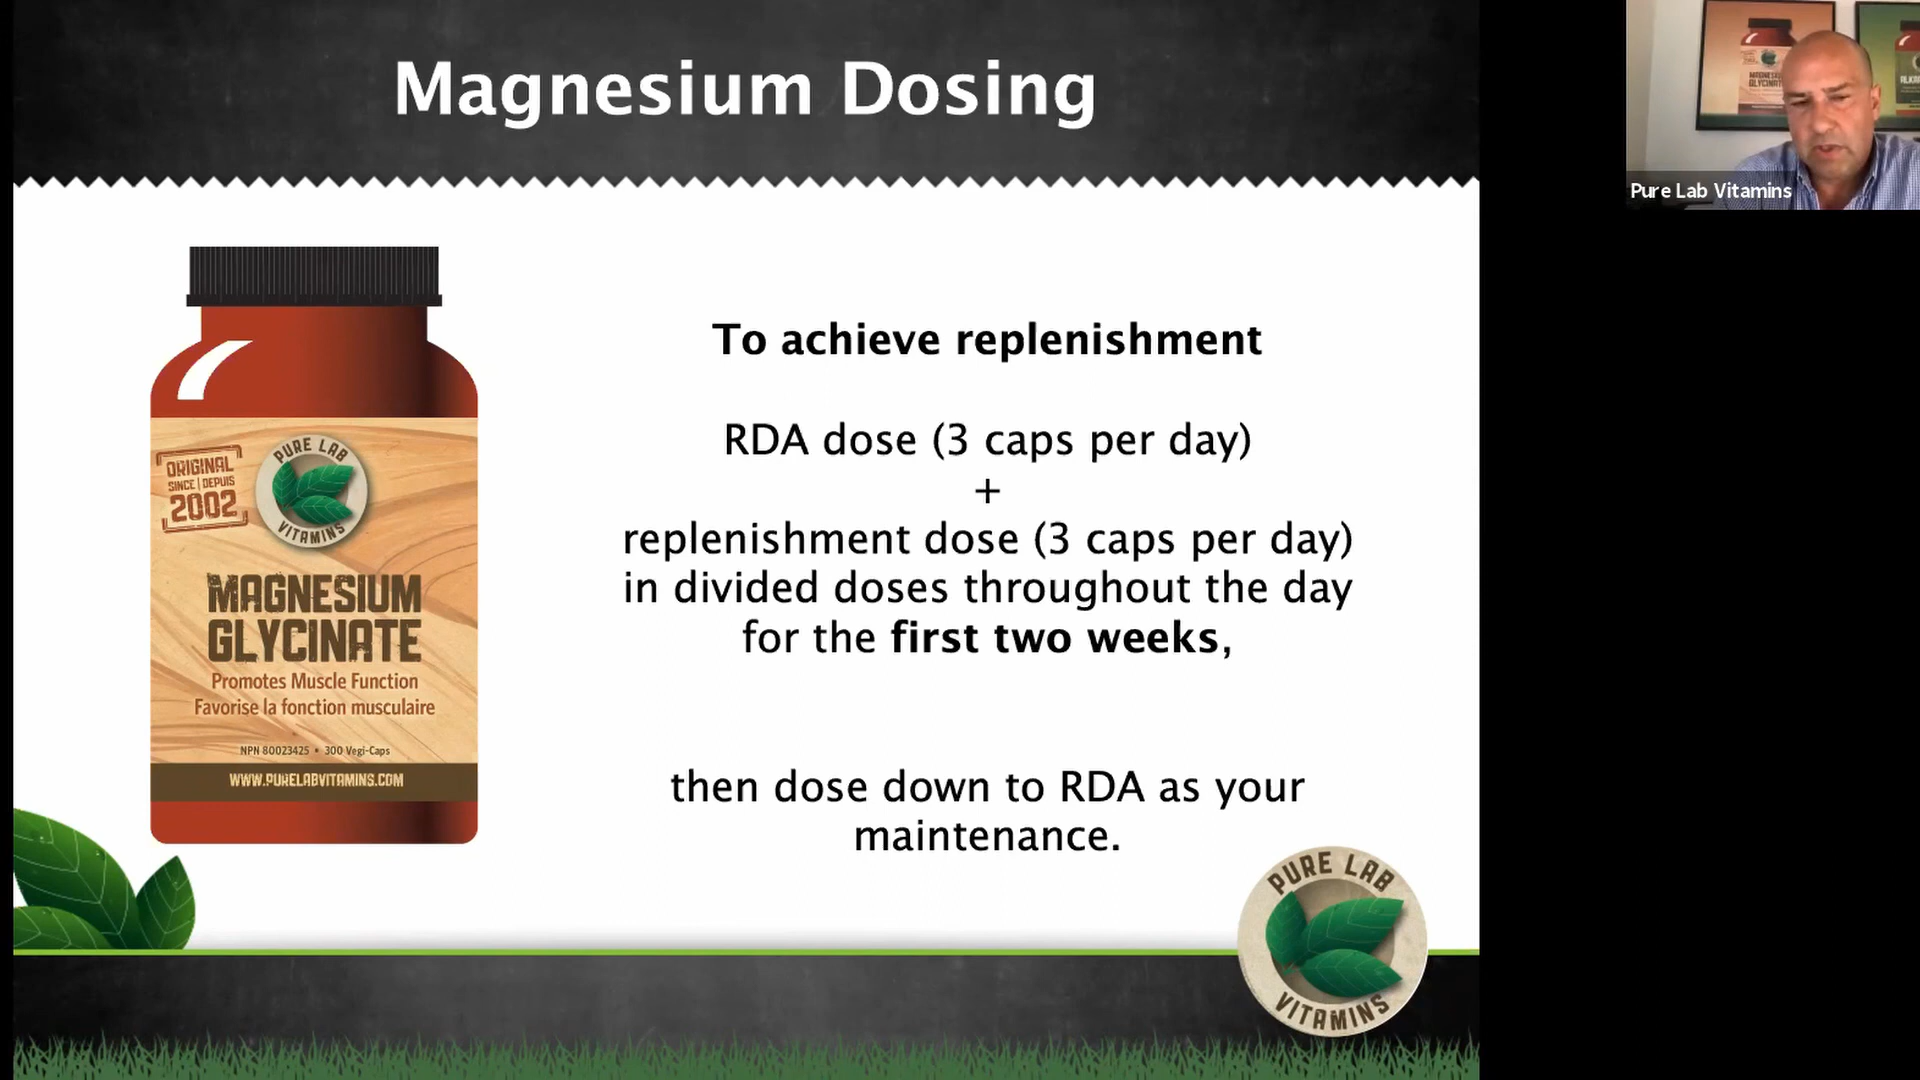 Magnesium Dosing
To achieve replenishment
RDA dose (3 caps per day)
+
replenishment dose (3 caps per day)
in divided doses throughout the day
for the first two weeks,
then dose down to RDA as your
maintenance.
ORIGINAL
SINCE | DEPUIS
2002
PURE LAB
VITAMINS
MAGNESIUM
GLYCINATE
Promotes Muscle Function
Favorise la fonction musculaire
NPN 80023425 • 300 Vegi-Caps
WWW.PURELABVITAMINS.COM
PURE LAB
VITAMINS
GLYCINATE
Pure Lab Vitamins